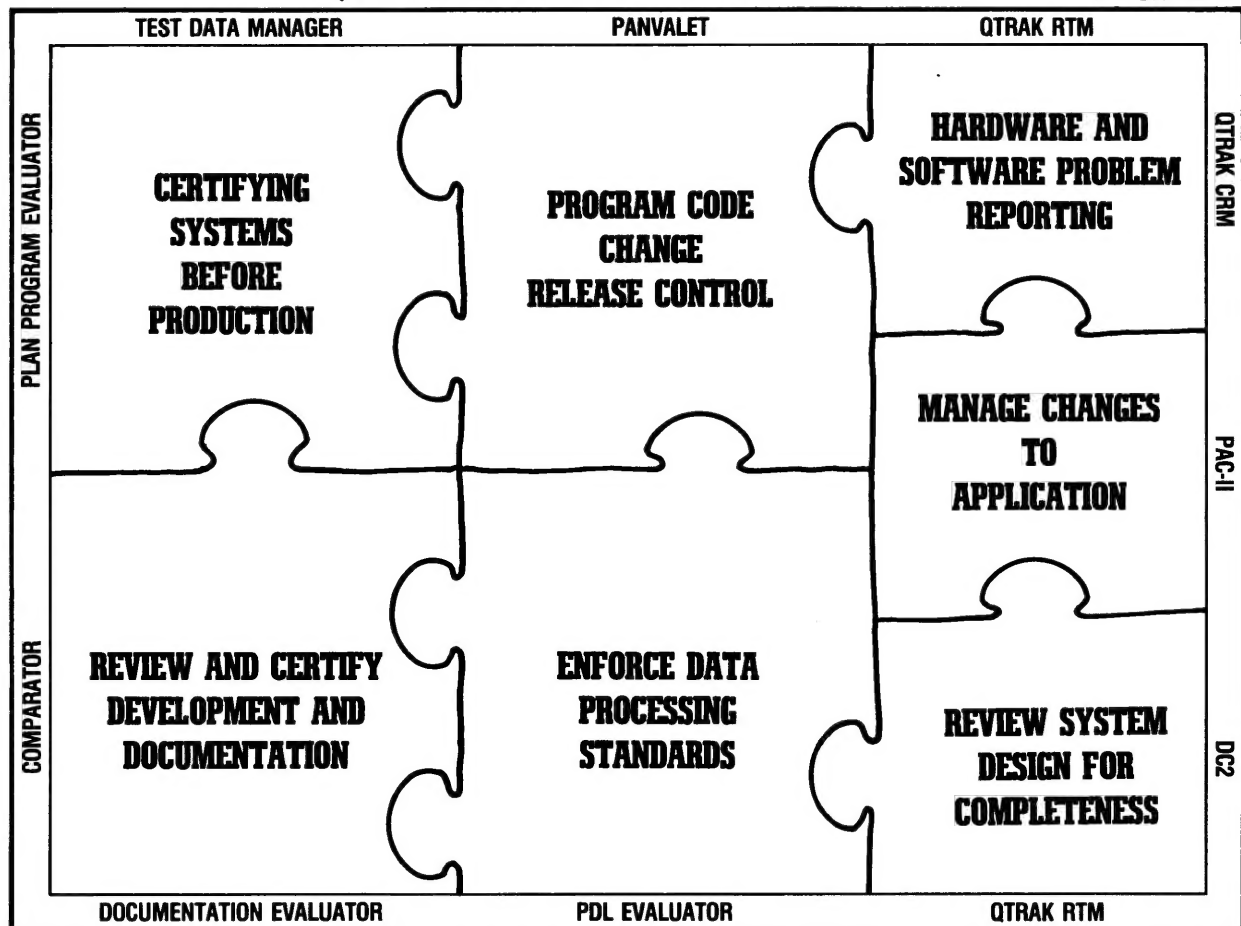 TEST DATA MANAGER
PANVALET
QTRAK RTM
PLAN PROGRAM EVALUATOR
CERTIFYING
SYSTEMS
BEFORE
PRODUCTION
PROGRAM CODE
CHANGE
RELEASE CONTROL
HARDWARE AND
SOFTWARE PROBLEM
REPORTING
QTRAK CRM
MANAGE CHANGES
TO
APPLICATION
PAC-II
COMPARATOR
REVIEW AND CERTIFY
DEVELOPMENT AND
DOCUMENTATION
ENFORCE DATA
PROCESSING
STANDARDS
REVIEW SYSTEM
DESIGN FOR
COMPLETENESS
DC2
DOCUMENTATION EVALUATOR
PDL EVALUATOR
QTRAK RTM